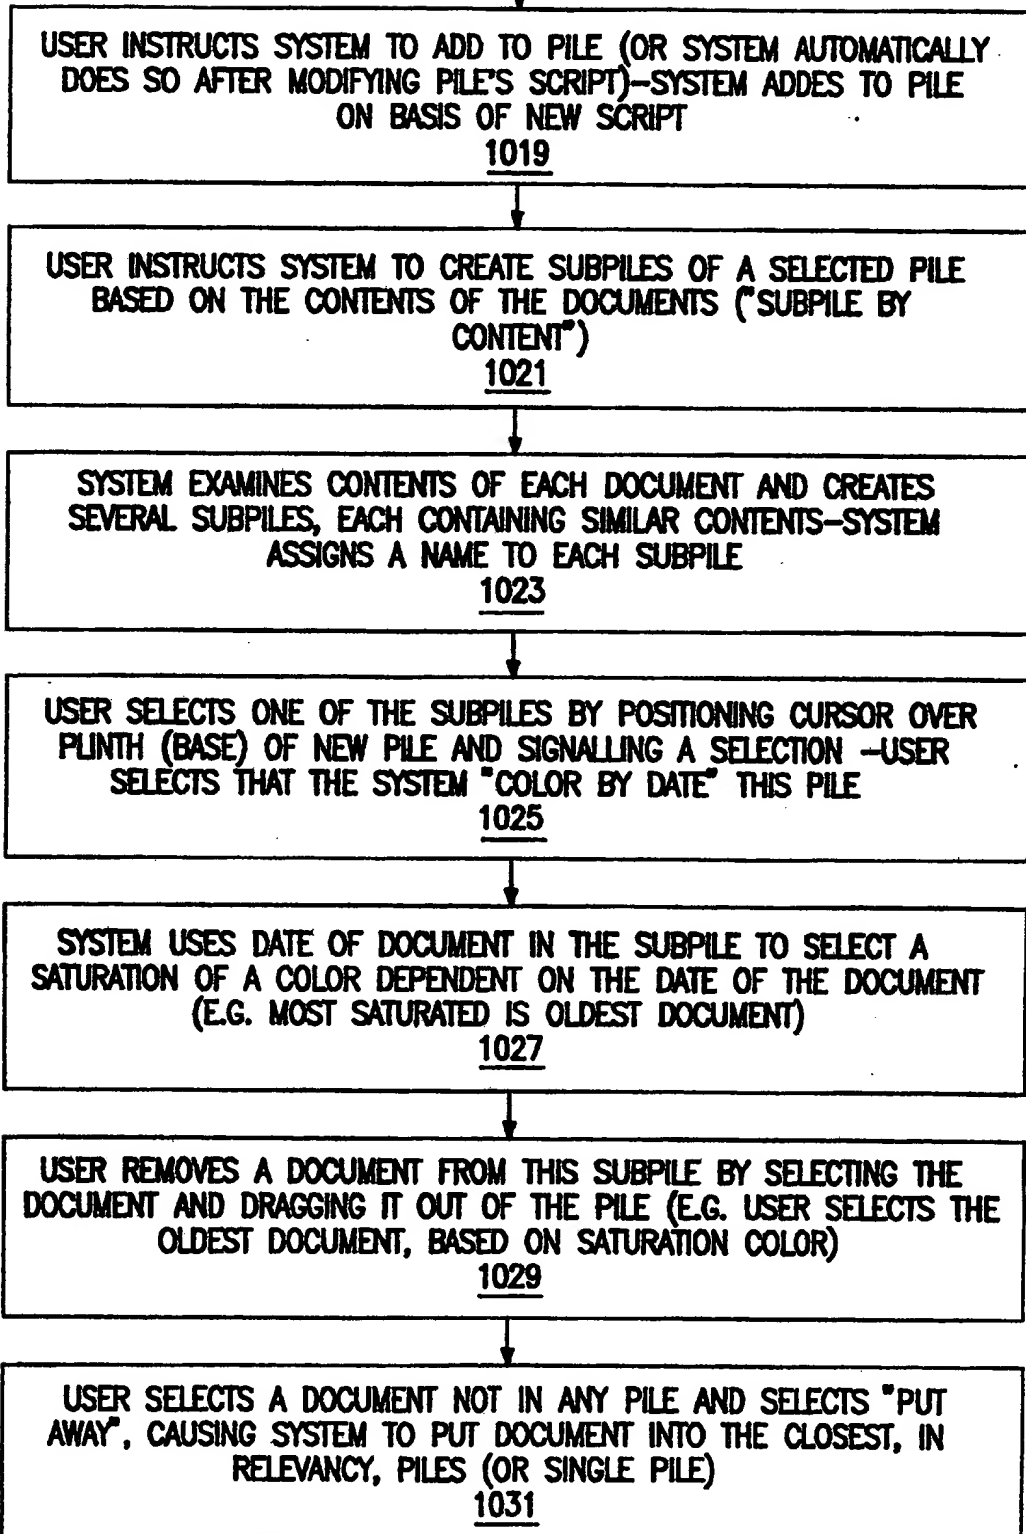 USER INSTRUCTS SYSTEM TO ADD TO PILE (OR SYSTEM AUTOMATICALLY
DOES SO AFTER MODIFYING PILE'S SCRIPT)-SYSTEM ADDES TO PILE
ON BASIS OF NEW SCRIPT
1019
USER INSTRUCTS SYSTEM TO CREATE SUBPILES OF A SELECTED PILE
BASED ON THE CONTENTS OF THE DOCUMENTS ("SUBPILE BY
CONTENT")
1021
SYSTEM EXAMINES CONTENTS OF EACH DOCUMENT AND CREATES
SEVERAL SUBPILES, EACH CONTAINING SIMILAR CONTENTS-SYSTEM
ASSIGNS A NAME TO EACH SUBPILE
1023
USER SELECTS ONE OF THE SUBPILES BY POSITIONING CURSOR OVER
PLINTH (BASE) OF NEW PILE AND SIGNALLING A SELECTION -USER
SELECTS THAT THE SYSTEM "COLOR BY DATE" THIS PILE
1025
SYSTEM USES DATE OF DOCUMENT IN THE SUBPILE TO SELECT A
SATURATION OF A COLOR DEPENDENT ON THE DATE OF THE DOCUMENT
(E.G. MOST SATURATED IS OLDEST DOCUMENT)
1027
USER REMOVES A DOCUMENT FROM THIS SUBPILE BY SELECTING THE
DOCUMENT AND DRAGGING IT OUT OF THE PILE (E.G. USER SELECTS THE
OLDEST DOCUMENT, BASED ON SATURATION COLOR)
1029
USER SELECTS A DOCUMENT NOT IN ANY PILE AND SELECTS "PUT
AWAY", CAUSING SYSTEM TO PUT DOCUMENT INTO THE CLOSEST, IN
RELEVANCY, PILES (OR SINGLE PILE)
1031